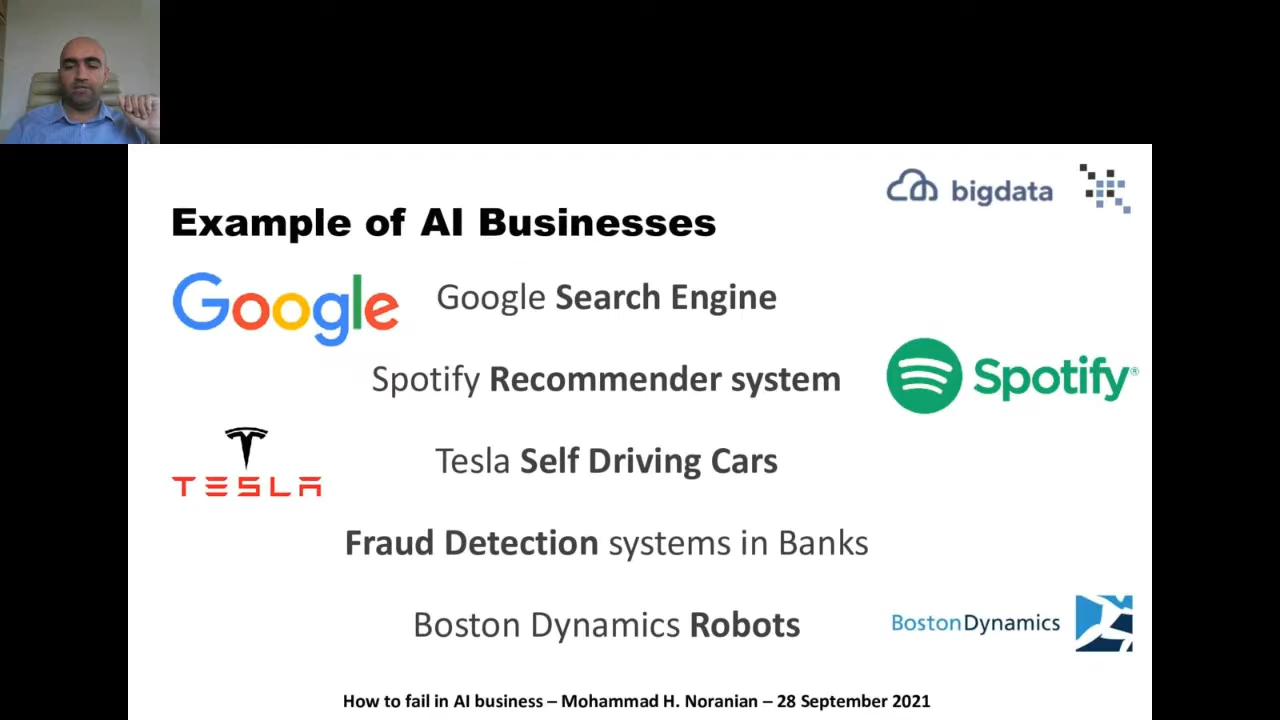 bigdata
Example of AI Businesses
Google
Google Search Engine
Spotify Recommender system
Spotify®
TESLA
Tesla Self Driving Cars
Fraud Detection systems in Banks
Boston Dynamics Robots
BostonDynamics
How to fail in AI business – Mohammad H. Noranian – 28 September 2021